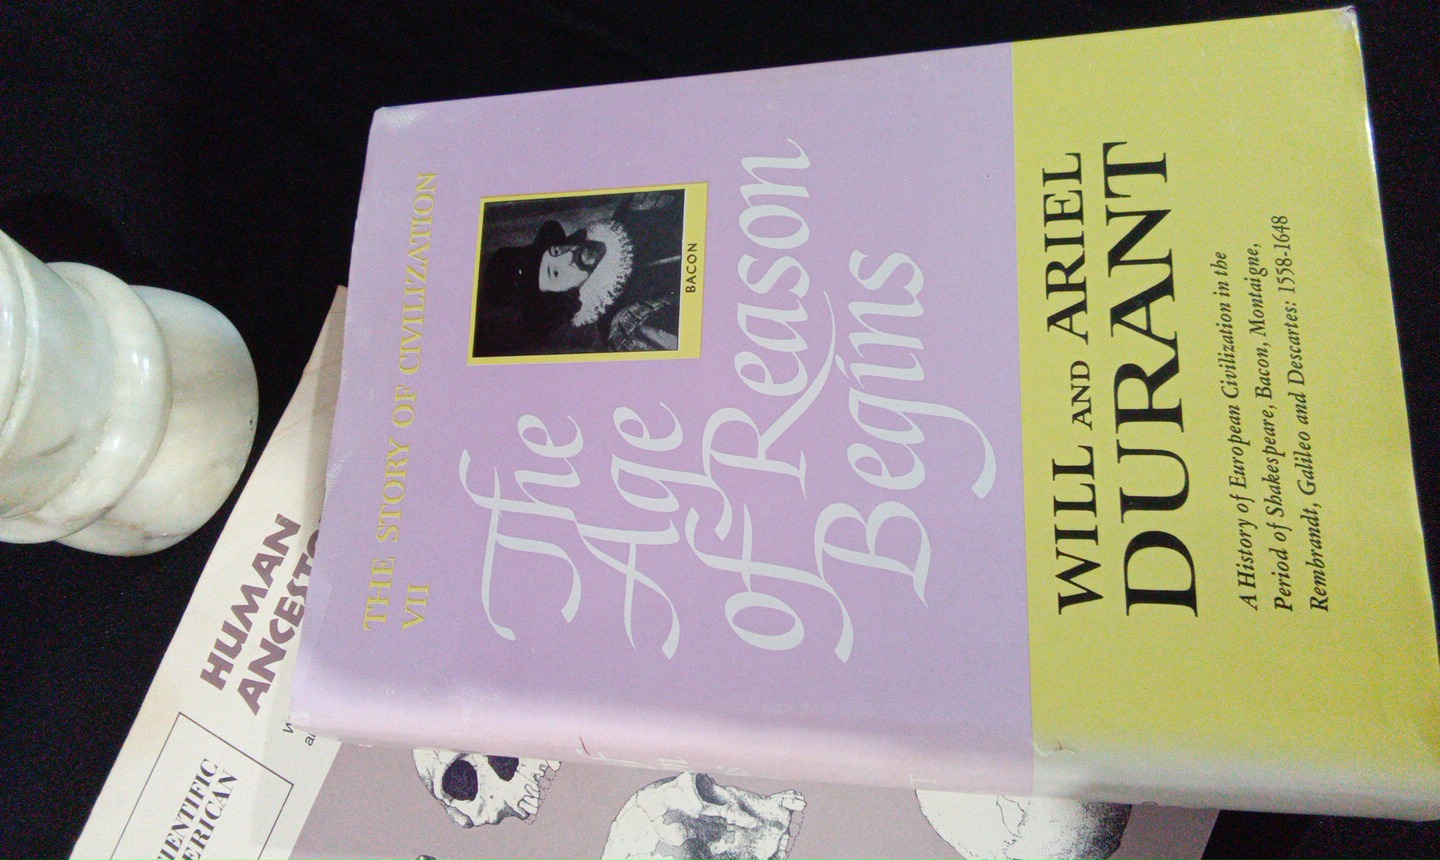 THE STORY OF CIVILIZATION
VII
BACON
The
Age
of Reason
Begins
WILL AND ARIEL
DURANT
A History of European Civilization in the
Period of Shakespeare, Bacon, Montaigne,
Rembrandt, Galileo and Descartes: 1558-1648
HUMAN